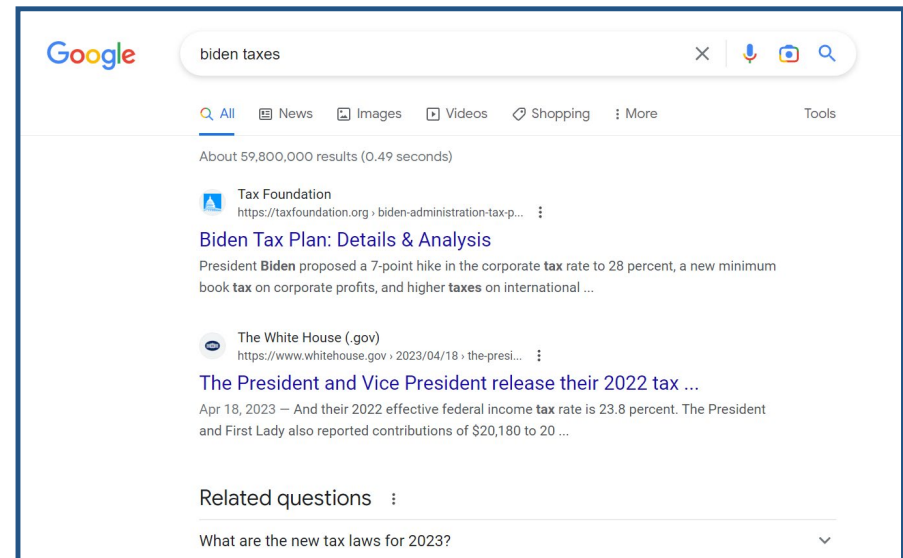 Google
biden taxes
All News Images Videos Shopping More Tools
About 59,800,000 results (0.49 seconds)
Tax Foundation
https://taxfoundation.org › biden-administration-tax-p...
Biden Tax Plan: Details & Analysis
President Biden proposed a 7-point hike in the corporate tax rate to 28 percent, a new minimum
book tax on corporate profits, and higher taxes on international ...
The White House (.gov)
https://www.whitehouse.gov › 2023/04/18 › the-presi...
The President and Vice President release their 2022 tax ...
Apr 18, 2023 — And their 2022 effective federal income tax rate is 23.8 percent. The President
and First Lady also reported contributions of $20,180 to 20 ...
Related questions
What are the new tax laws for 2023?